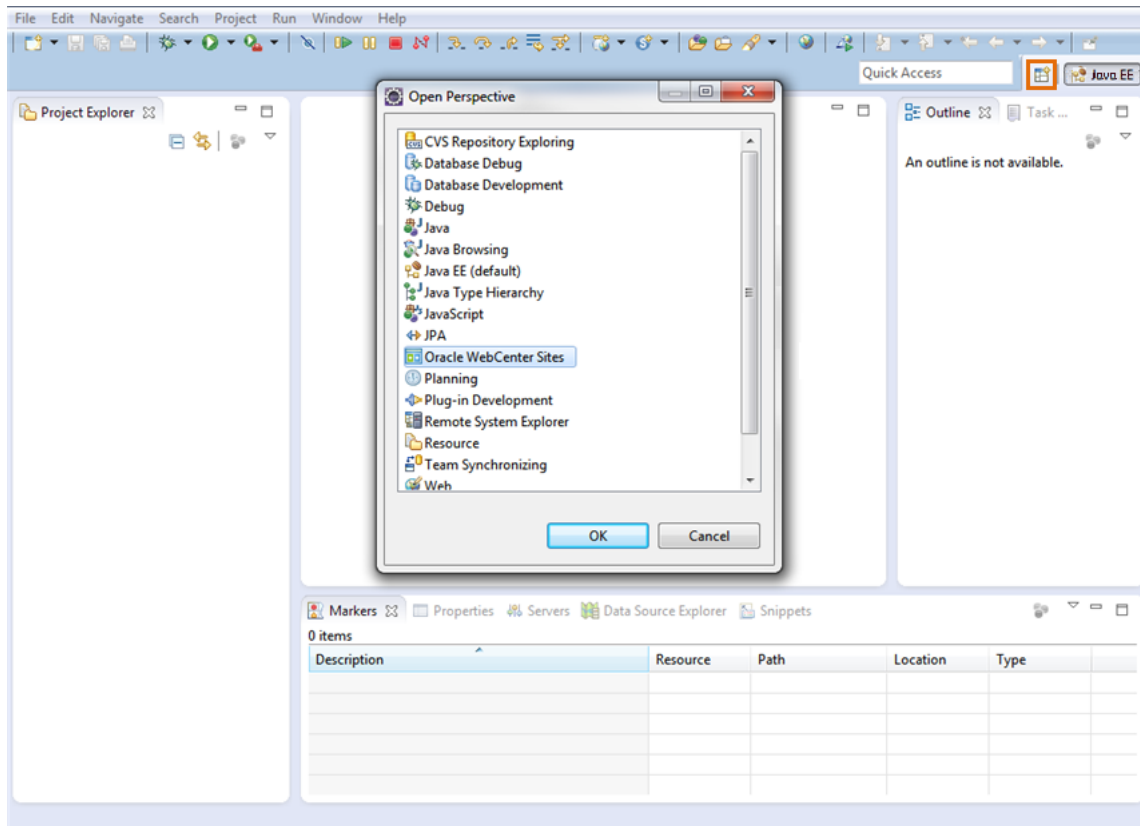 File Edit Navigate Search Project Run Window Help
Quick Access
Java EE
Project Explorer
Open Perspective
CVS Repository Exploring
Database Debug
Database Development
Debug
Java
Java Browsing
Java EE (default)
Java Type Hierarchy
JavaScript
JPA
Oracle WebCenter Sites
Planning
Plug-in Development
Remote System Explorer
Resource
Team Synchronizing
Web
OK Cancel
Outline Task ...
An outline is not available.
Markers Properties Servers Data Source Explorer Snippets
0 items
Description Resource Path Location Type